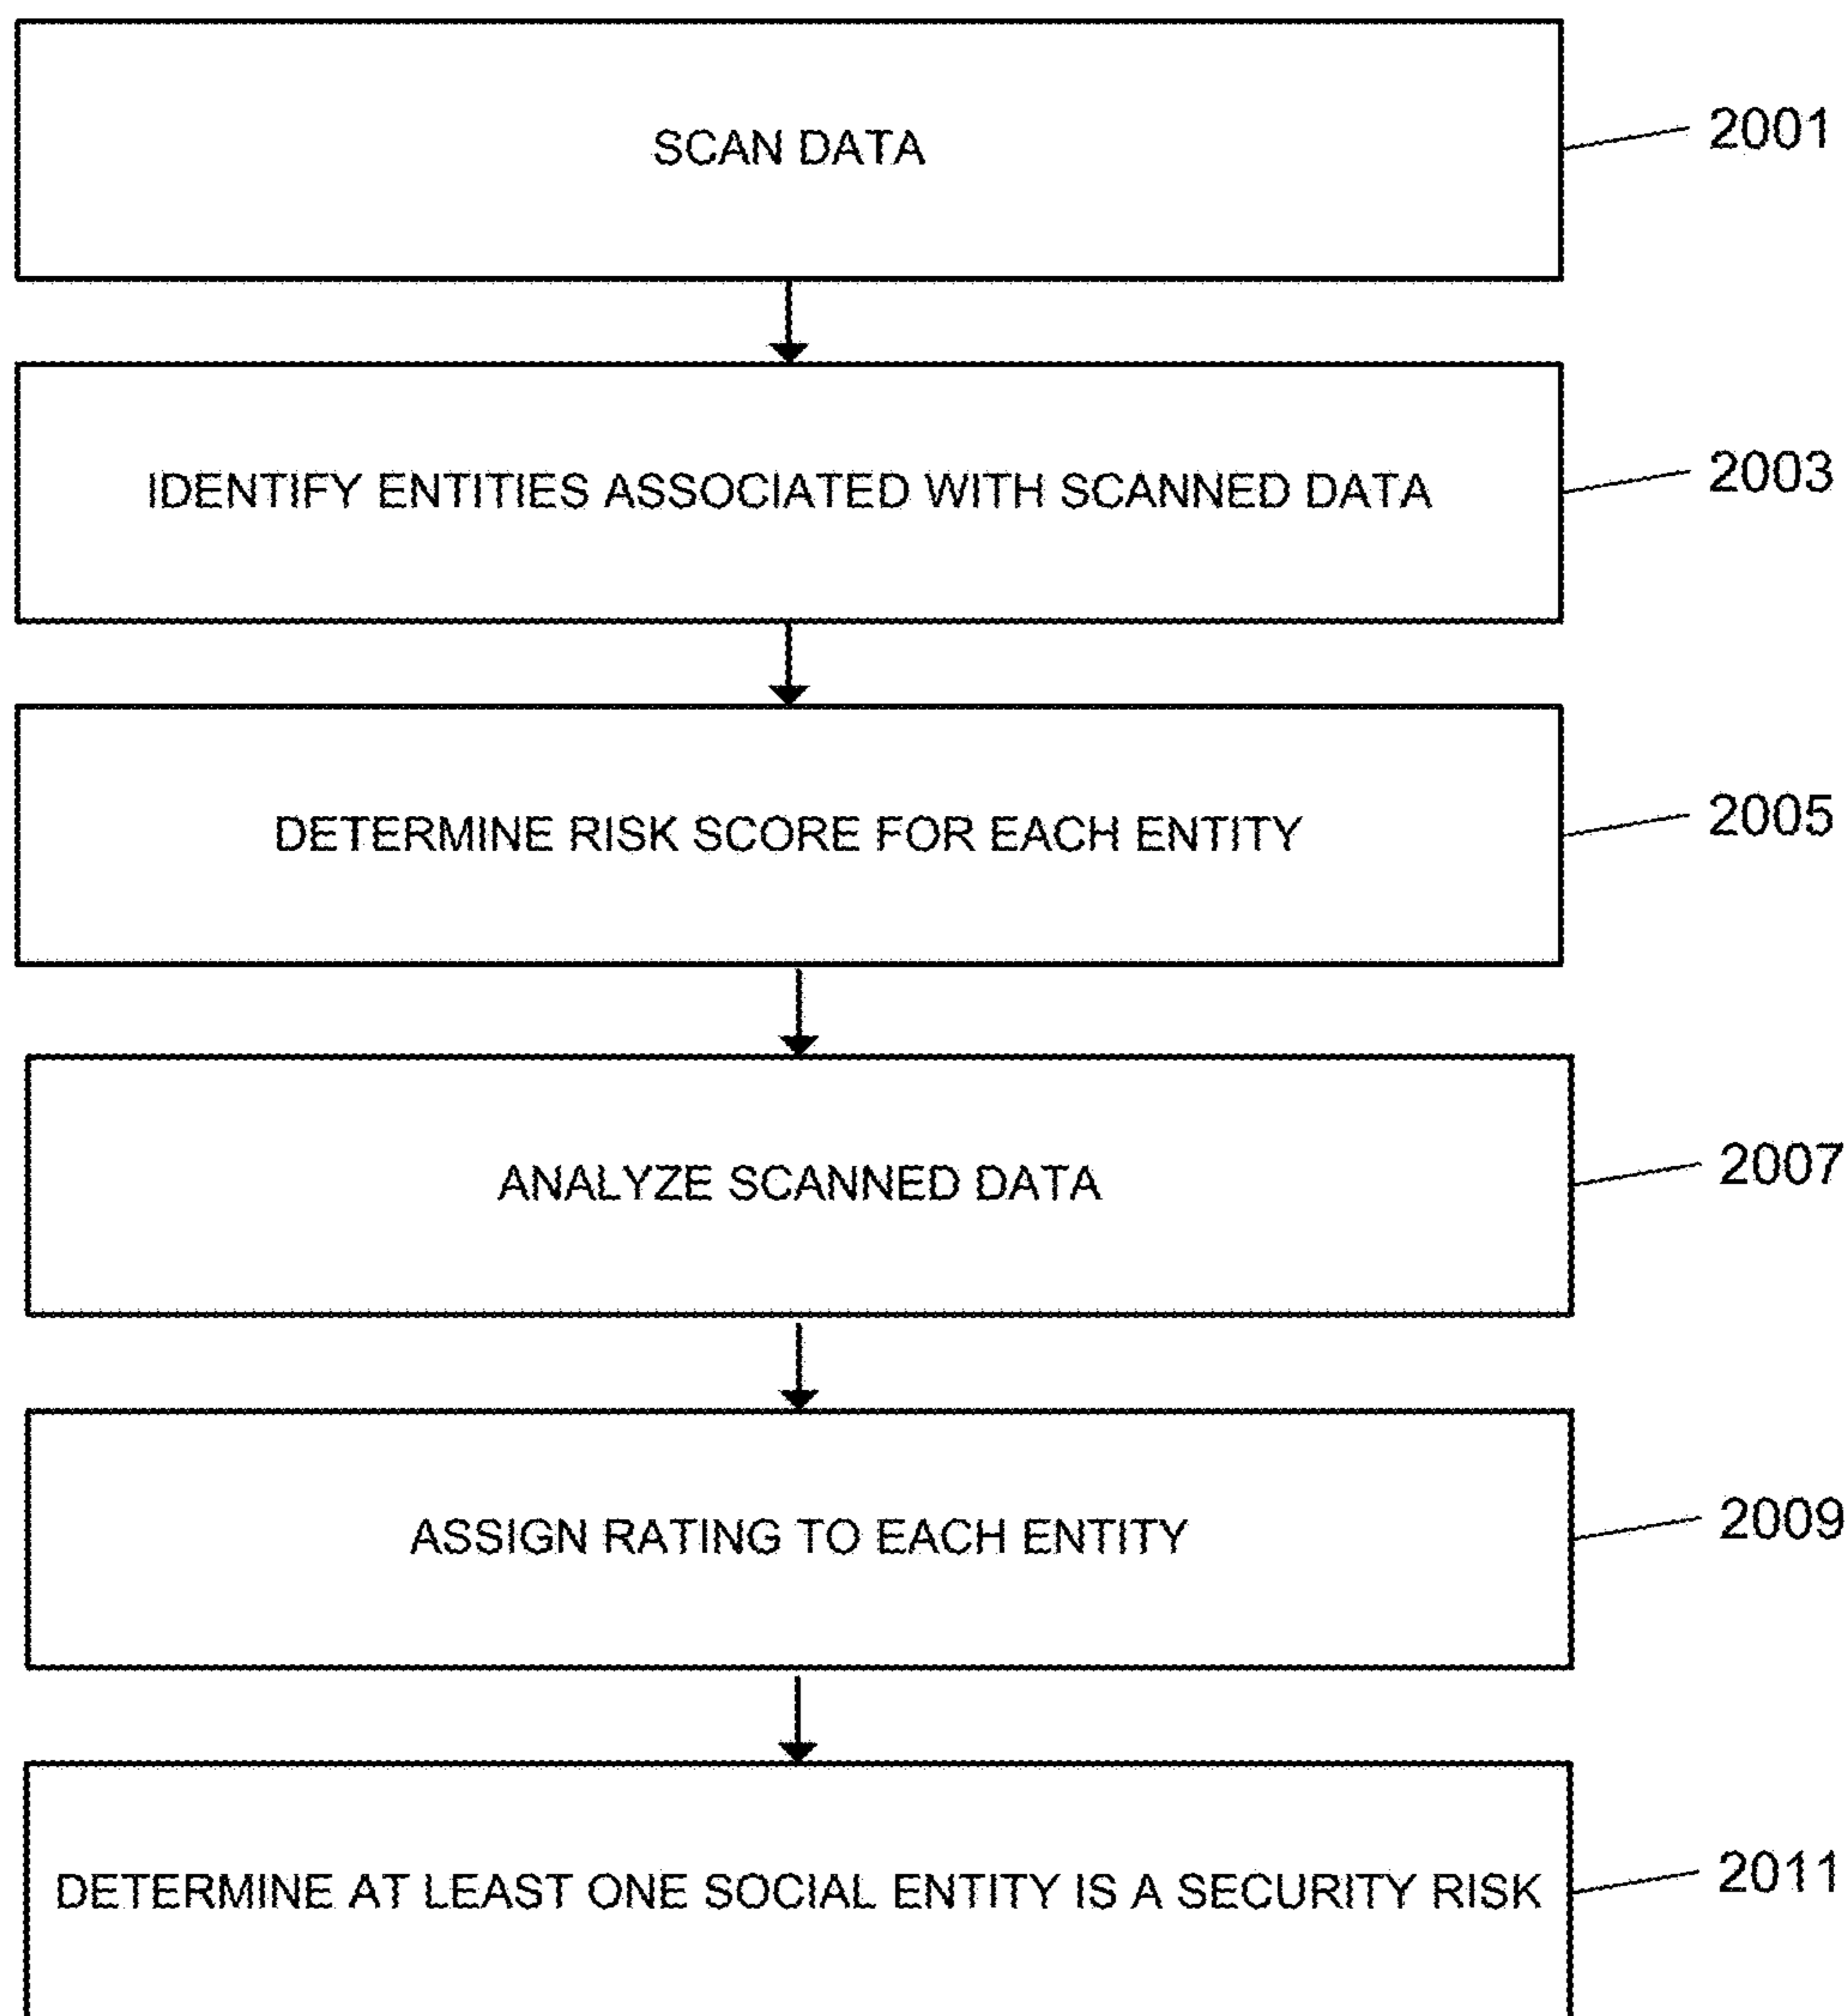 SCAN DATA
2001
IDENTIFY ENTITIES ASSOCIATED WITH SCANNED DATA
2003
DETERMINE RISK SCORE FOR EACH ENTITY
2005
ANALYZE SCANNED DATA
2007
ASSIGN RATING TO EACH ENTITY
2009
DETERMINE AT LEAST ONE SOCIAL ENTITY IS A SECURITY RISK
2011